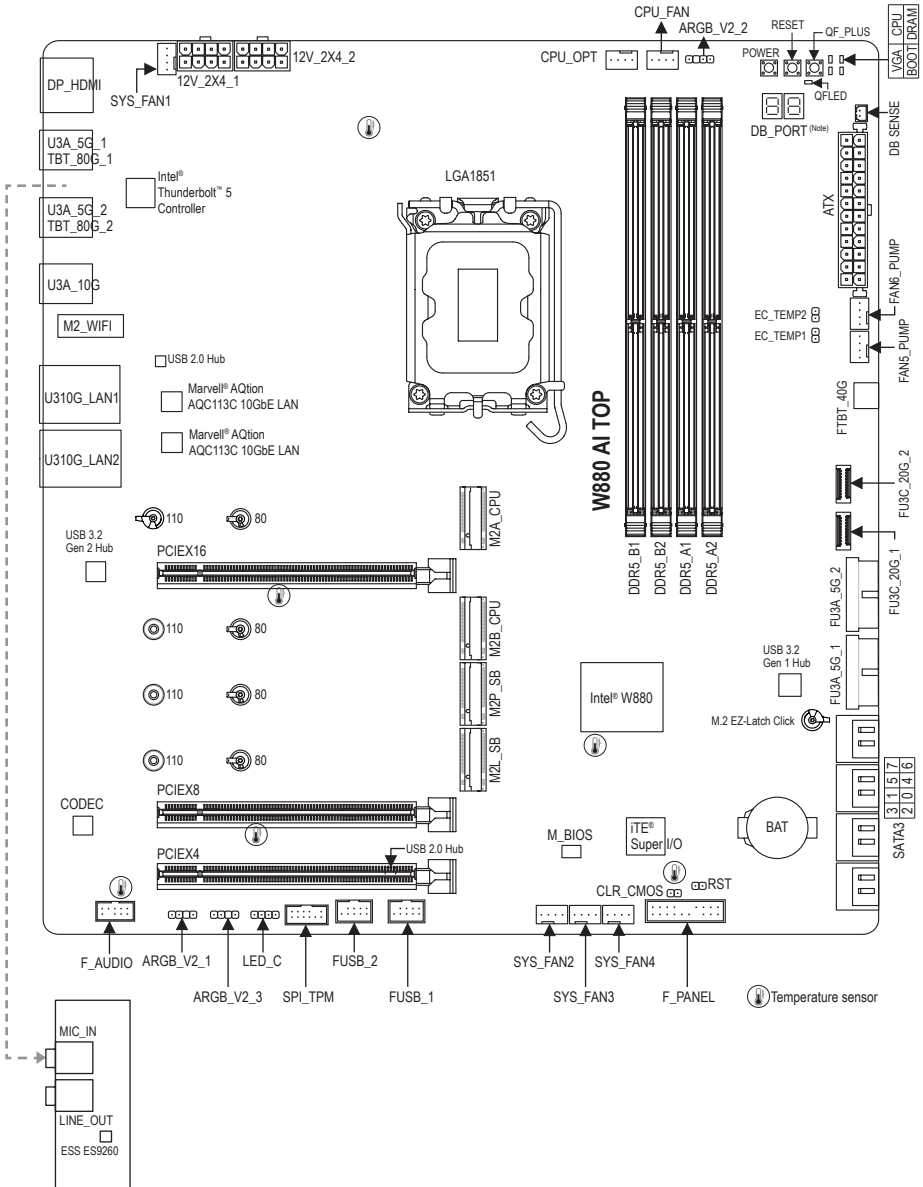 CPU_FAN
ARGB_V2_2
RESET
QF_PLUS
VGA CPU
BOOT DRAM
CPU_OPT
POWER
12V_2X4_1
12V_2X4_2
SYS_FAN1
DP_HDMI
QFLED
DB_PORT (Note)
DB SENSE
U3A_5G_1
TBT_80G_1
Intel®
Thunderbolt™ 5
Controller
LGA1851
U3A_5G_2
TBT_80G_2
ATX
U3A_10G
FAN6_PUMP
EC_TEMP2
EC_TEMP1
M2_WIFI
USB 2.0 Hub
FAN5_PUMP
U310G_LAN1
Marvell® AQtion
AQC113C 10GbE LAN
FTBT_40G
U310G_LAN2
Marvell® AQtion
AQC113C 10GbE LAN
W880 AI TOP
FU3C_20G_2
110
80
M2A_CPU
USB 3.2
Gen 2 Hub
PCIEX16
DDR5_B1
DDR5_B2
DDR5_A1
DDR5_A2
FU3C_20G_1
FU3A_5G_2
110
80
M2B_CPU
USB 3.2
Gen 1 Hub
FU3A_5G_1
110
80
M2P_SB
Intel® W880
M.2 EZ-Latch Click
110
80
M2L_SB
PCIEX8
CODEC
3 1 5 7
2 0 4 6
SATA3
PCIEX4
USB 2.0 Hub
M_BIOS
iTE®
Super I/O
BAT
CLR_CMOS
RST
F_AUDIO
ARGB_V2_1
LED_C
FUSB_2
SYS_FAN2
SYS_FAN4
ARGB_V2_3
SPI_TPM
FUSB_1
SYS_FAN3
F_PANEL
Temperature sensor
MIC_IN
LINE_OUT
ESS ES9260